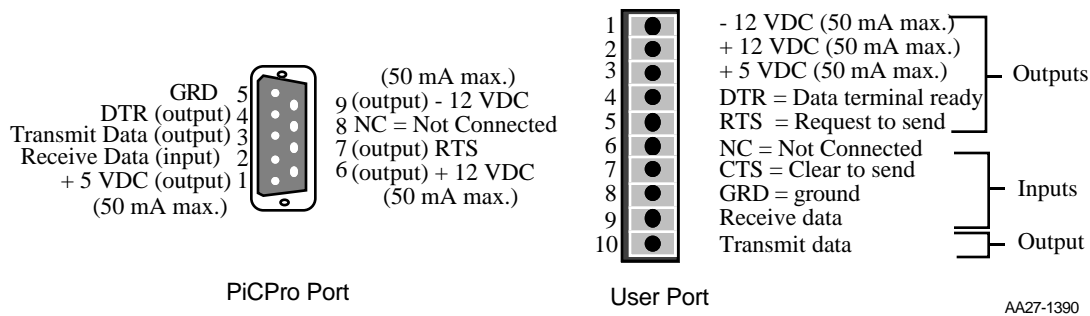 GRD 5
DTR (output) 4
Transmit Data (output) 3
Receive Data (input) 2
+ 5 VDC (output) 1
(50 mA max.)
(50 mA max.)
9 (output) - 12 VDC
8 NC = Not Connected
7 (output) RTS
6 (output) + 12 VDC
(50 mA max.)
PiCPro Port
1 - 12 VDC (50 mA max.)
2 + 12 VDC (50 mA max.)
3 + 5 VDC (50 mA max.)
4 DTR = Data terminal ready
5 RTS = Request to send
6 NC = Not Connected
7 CTS = Clear to send
8 GRD = ground
9 Receive data
10 Transmit data
Outputs
Inputs
Output
User Port
AA27-1390